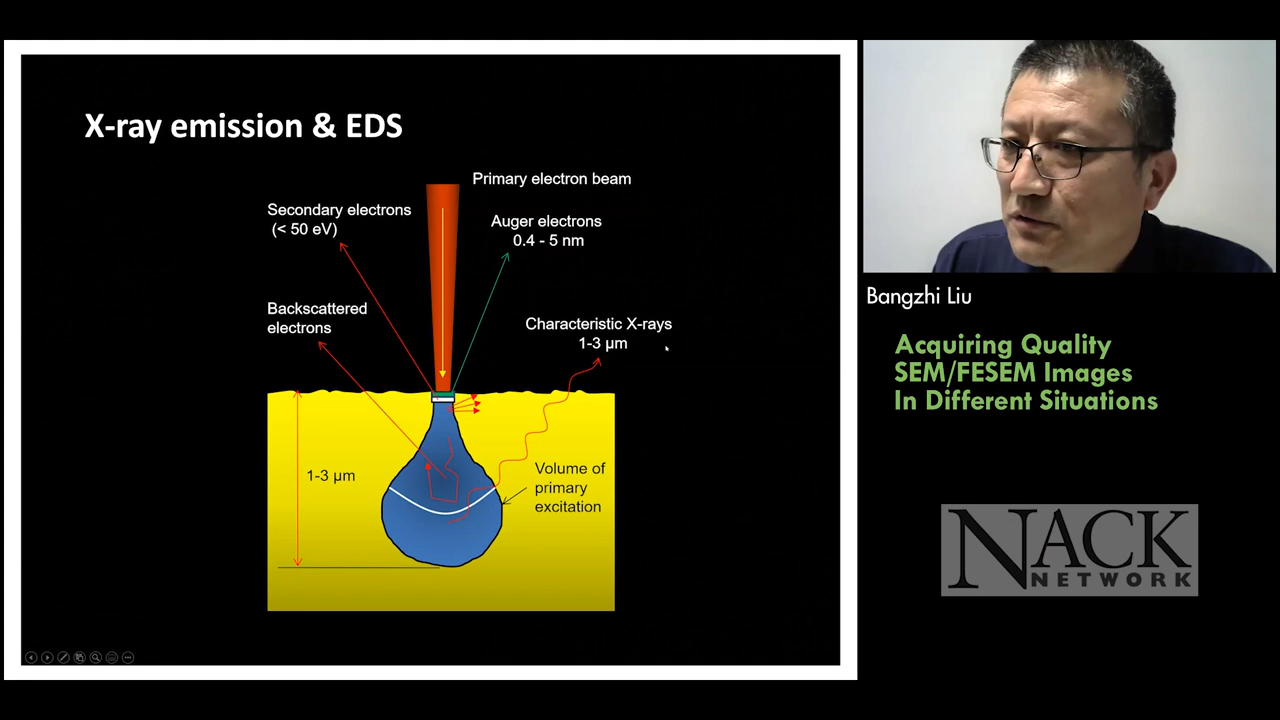 X-ray emission & EDS
Primary electron beam
Secondary electrons
(< 50 eV)
Auger electrons
0.4 - 5 nm
Backscattered
electrons
Characteristic X-rays
1-3 µm
1-3 µm
Volume of
primary
excitation
Bangzhi Liu
Acquiring Quality
SEM/FESEM Images
In Different Situations
NACK
NETWORK